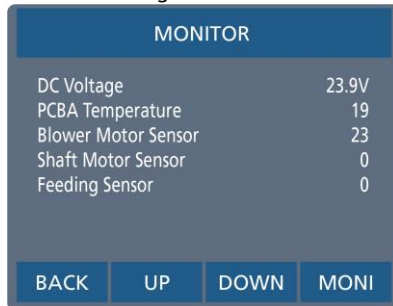 MONITOR
DC Voltage 23.9V
PCBA Temperature 19
Blower Motor Sensor 23
Shaft Motor Sensor 0
Feeding Sensor 0
BACK UP DOWN MONI